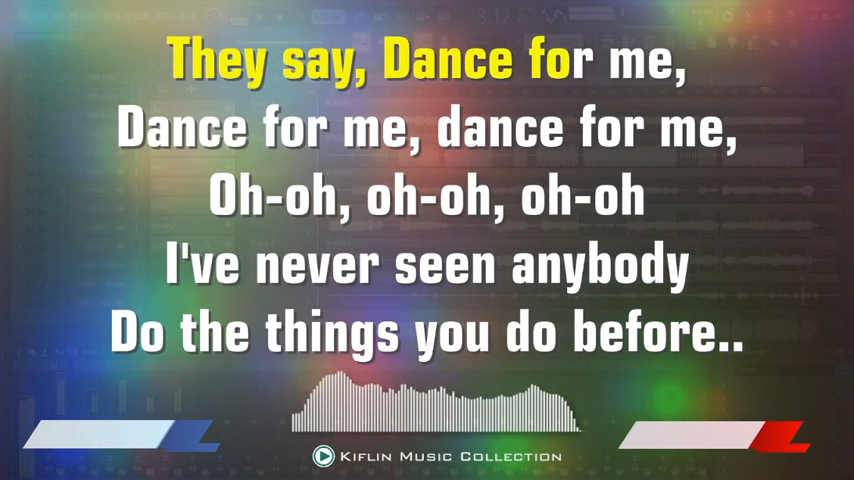 They say, Dance for me,
Dance for me, dance for me,
Oh-oh, oh-oh, oh-oh
I've never seen anybody
Do the things you do before..
Kiflin Music Collection